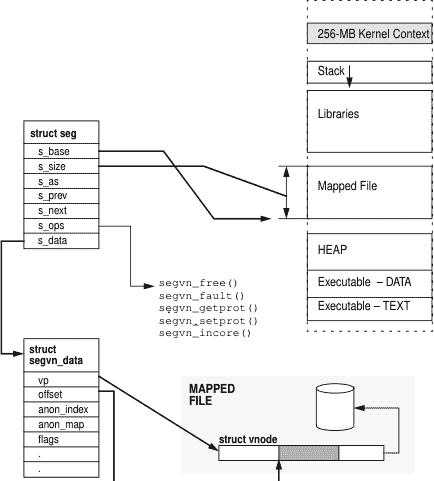 256-MB Kernel Context
Stack
Libraries
struct seg
s_base
s_size
s_as
s_prev
s_next
s_ops
s_data
Mapped File
HEAP
Executable – DATA
Executable – TEXT
segvn_free()
segvn_fault()
segvn_getprot()
segvn_setprot()
segvn_incore()
struct
segvn_data
vp
offset
anon_index
anon_map
flags
.
.
MAPPED
FILE
struct vnode